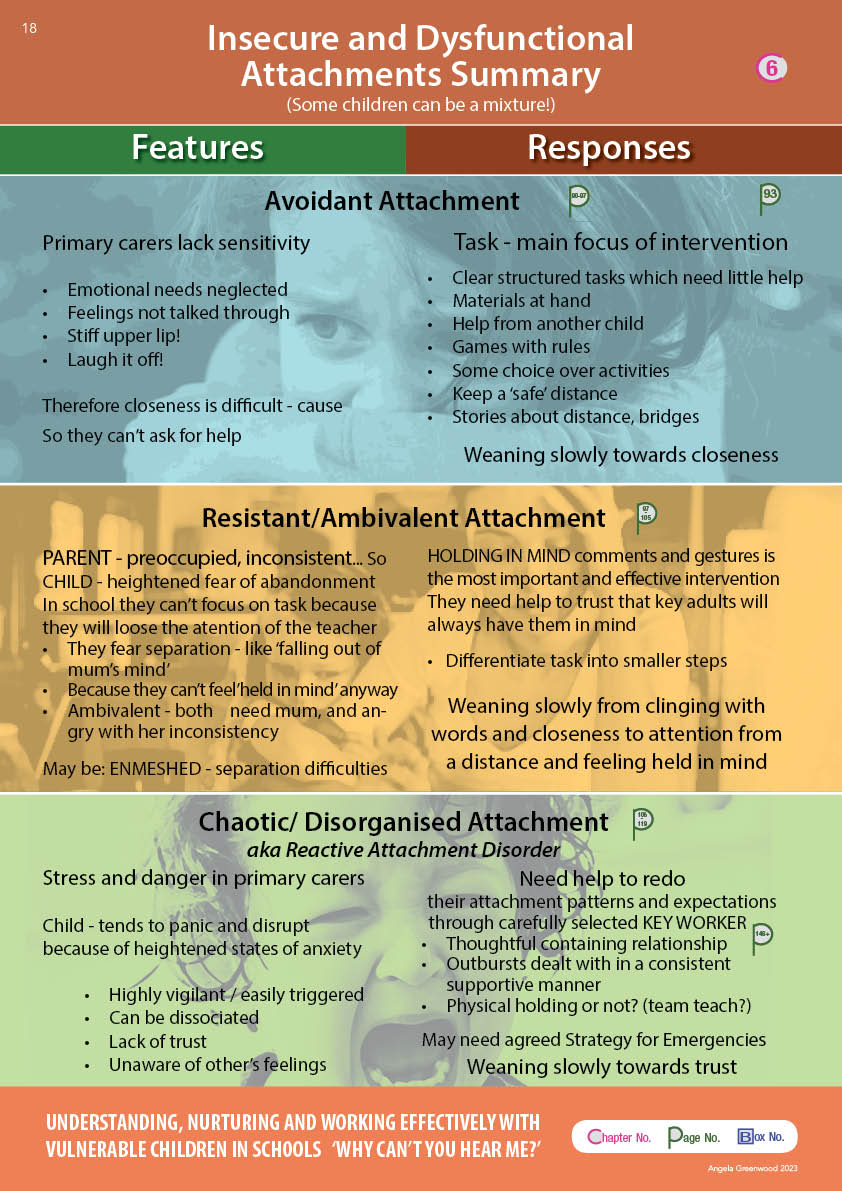 18
Insecure and Dysfunctional
Attachments Summary
(Some children can be a mixture!)
6
Features
Responses
Avoidant Attachment
93
Primary carers lack sensitivity
• Emotional needs neglected
• Feelings not talked through
• Stiff upper lip!
• Laugh it off!
Therefore closeness is difficult - cause
So they can’t ask for help
Task - main focus of intervention
• Clear structured tasks which need little help
• Materials at hand
• Help from another child
• Games with rules
• Some choice over activities
• Keep a ‘safe’ distance
• Stories about distance, bridges
Weaning slowly towards closeness
Resistant/Ambivalent Attachment
97
105
PARENT - preoccupied, inconsistent... So
CHILD - heightened fear of abandonment
In school they can’t focus on task because
they will loose the atention of the teacher
• They fear separation - like ‘falling out of
mum’s mind’
• Because they can’t feel’held in mind’ anyway
• Ambivalent - both need mum, and an-
gry with her inconsistency
May be: ENMESHED - separation difficulties
HOLDING IN MIND comments and gestures is
the most important and effective intervention
They need help to trust that key adults will
always have them in mind
• Differentiate task into smaller steps
Weaning slowly from clinging with
words and closeness to attention from
a distance and feeling held in mind
Chaotic/ Disorganised Attachment
106
119
aka Reactive Attachment Disorder
Stress and danger in primary carers
Child - tends to panic and disrupt
because of heightened states of anxiety
• Highly vigilant / easily triggered
• Can be dissociated
• Lack of trust
• Unaware of other’s feelings
Need help to redo
their attachment patterns and expectations
through carefully selected KEY WORKER
• Thoughtful containing relationship
• Outbursts dealt with in a consistent
supportive manner
• Physical holding or not? (team teach?)
May need agreed Strategy for Emergencies
Weaning slowly towards trust
UNDERSTANDING, NURTURING AND WORKING EFFECTIVELY WITH
VULNERABLE CHILDREN IN SCHOOLS ‘WHY CAN’T YOU HEAR ME?’
Chapter No. Page No. Box No.
Angela Greenwood 2023